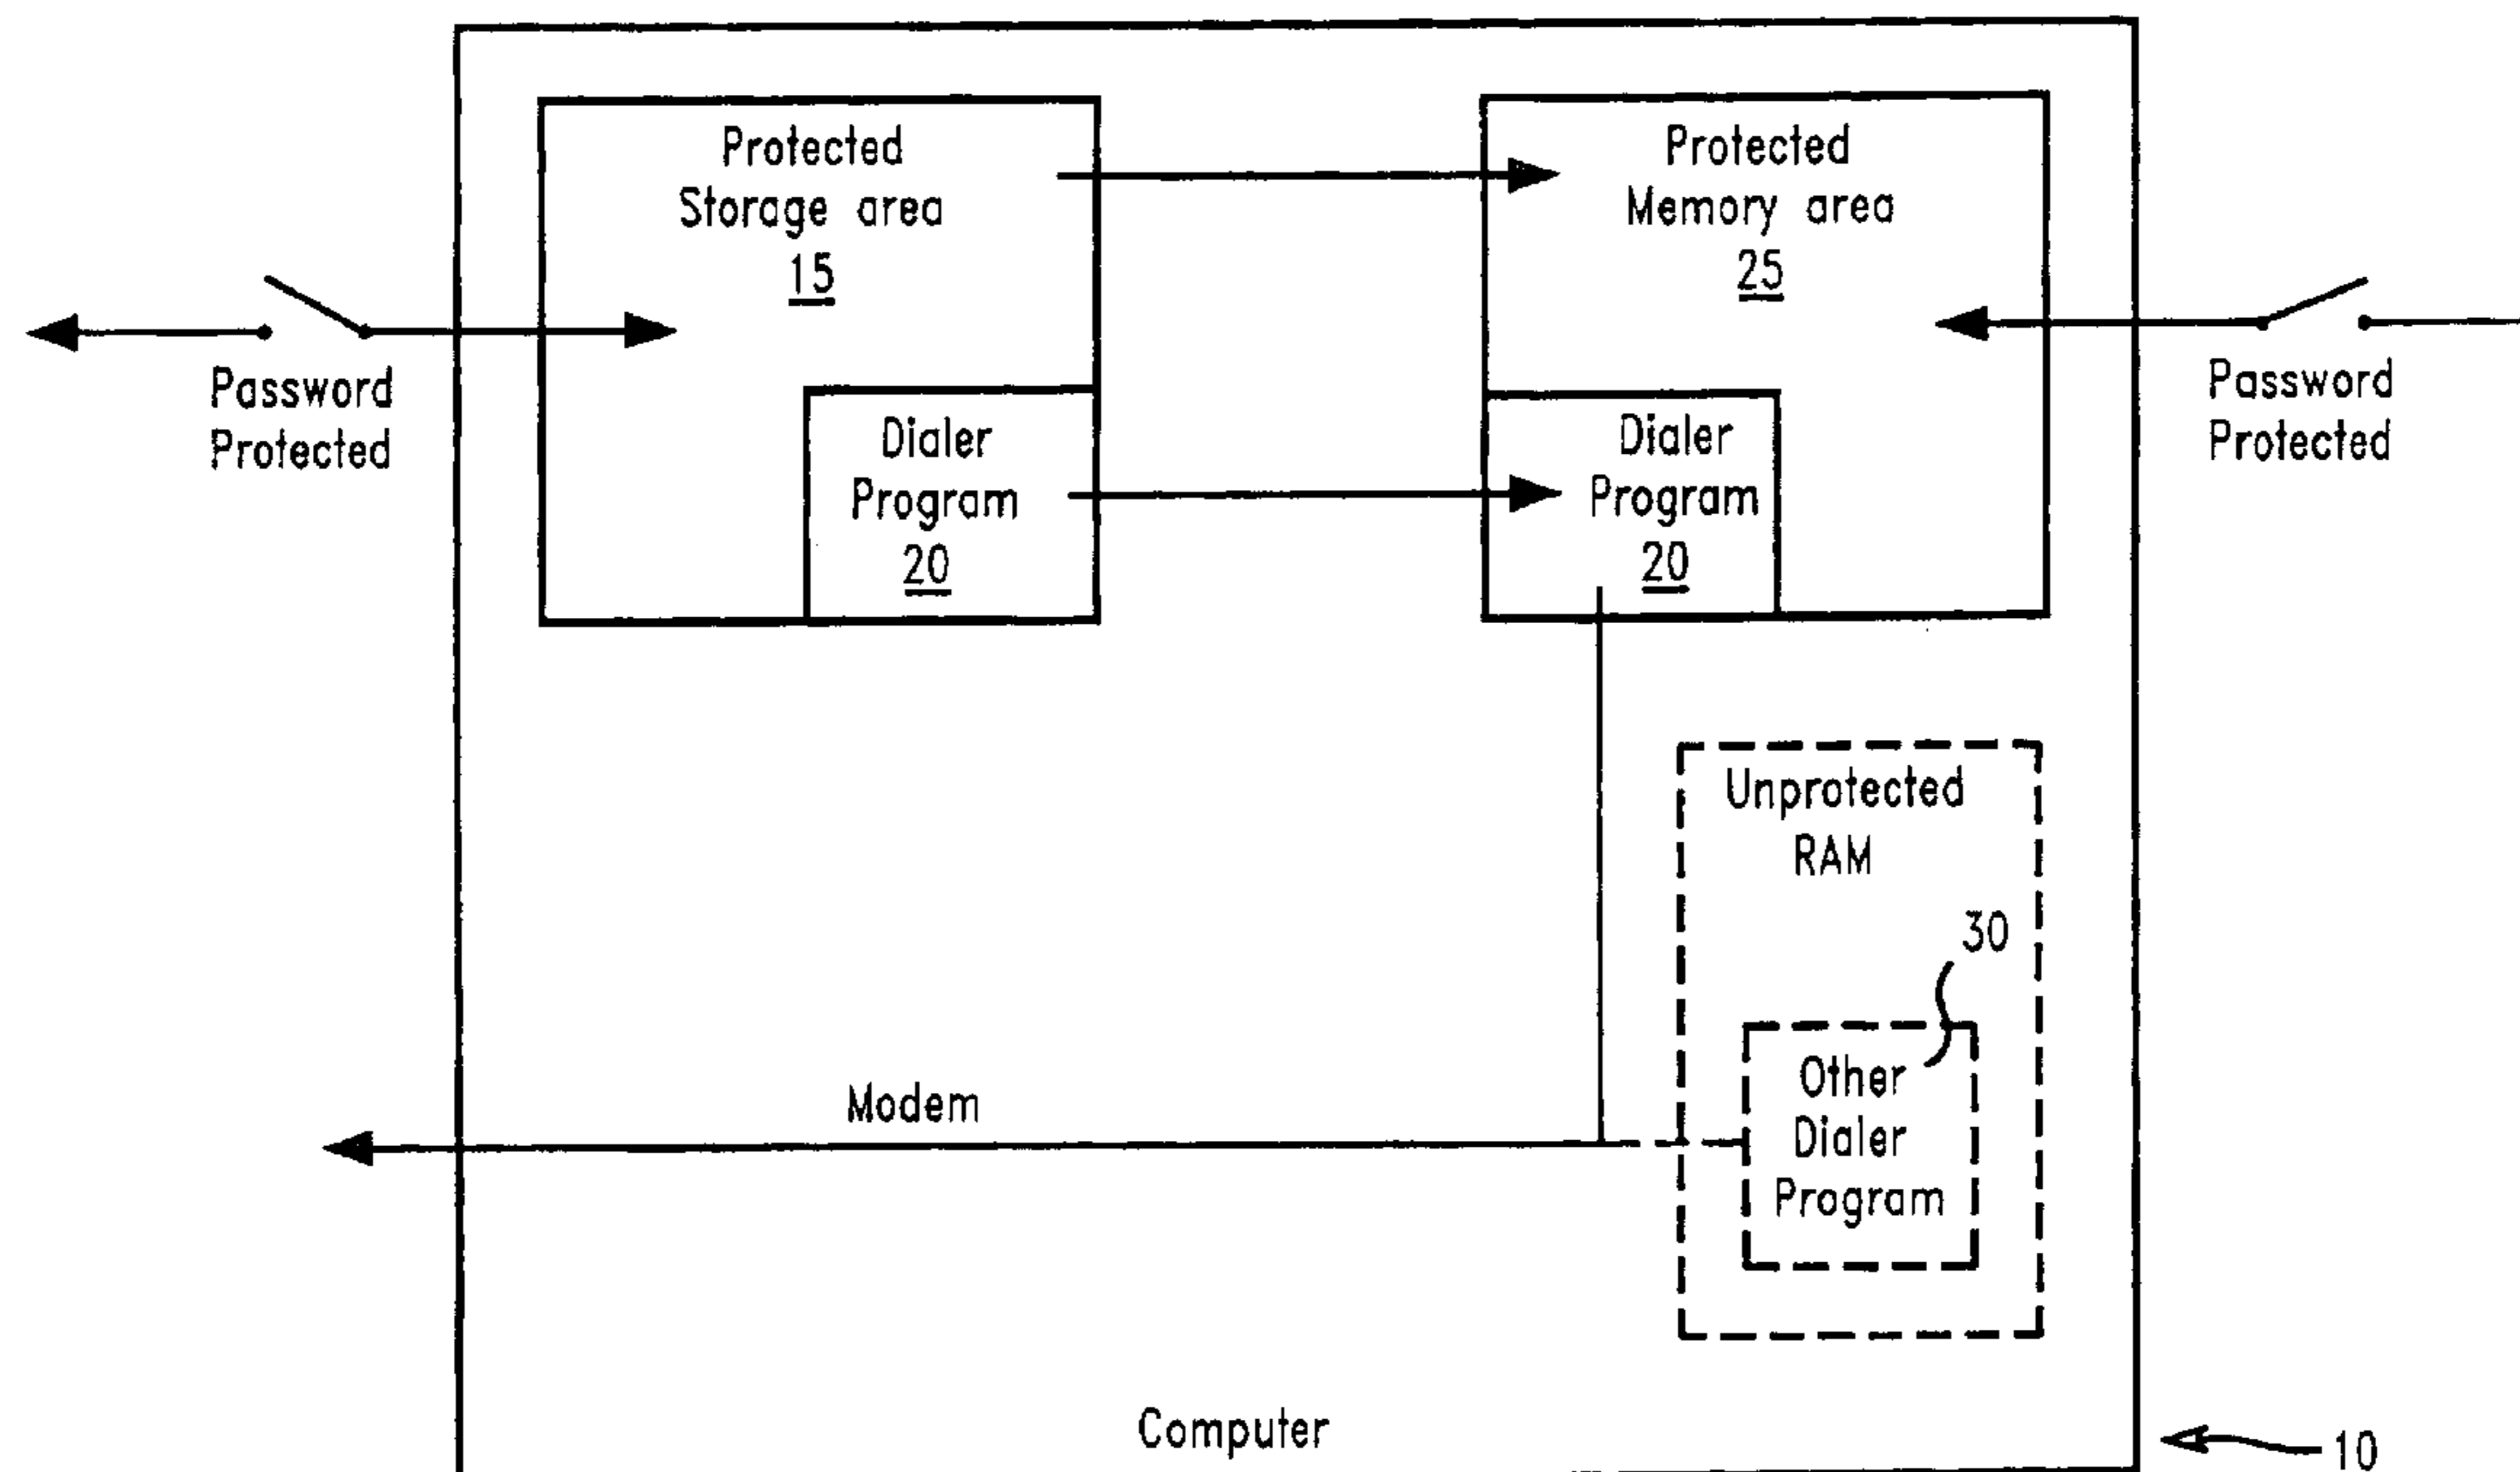 Protected
Storage area
15
Protected
Memory area
25
Password
Protected
Dialer
Program
20
Dialer
Program
20
Password
Protected
Unprotected
RAM
30
Other
Dialer
Program
Modem
Computer
10